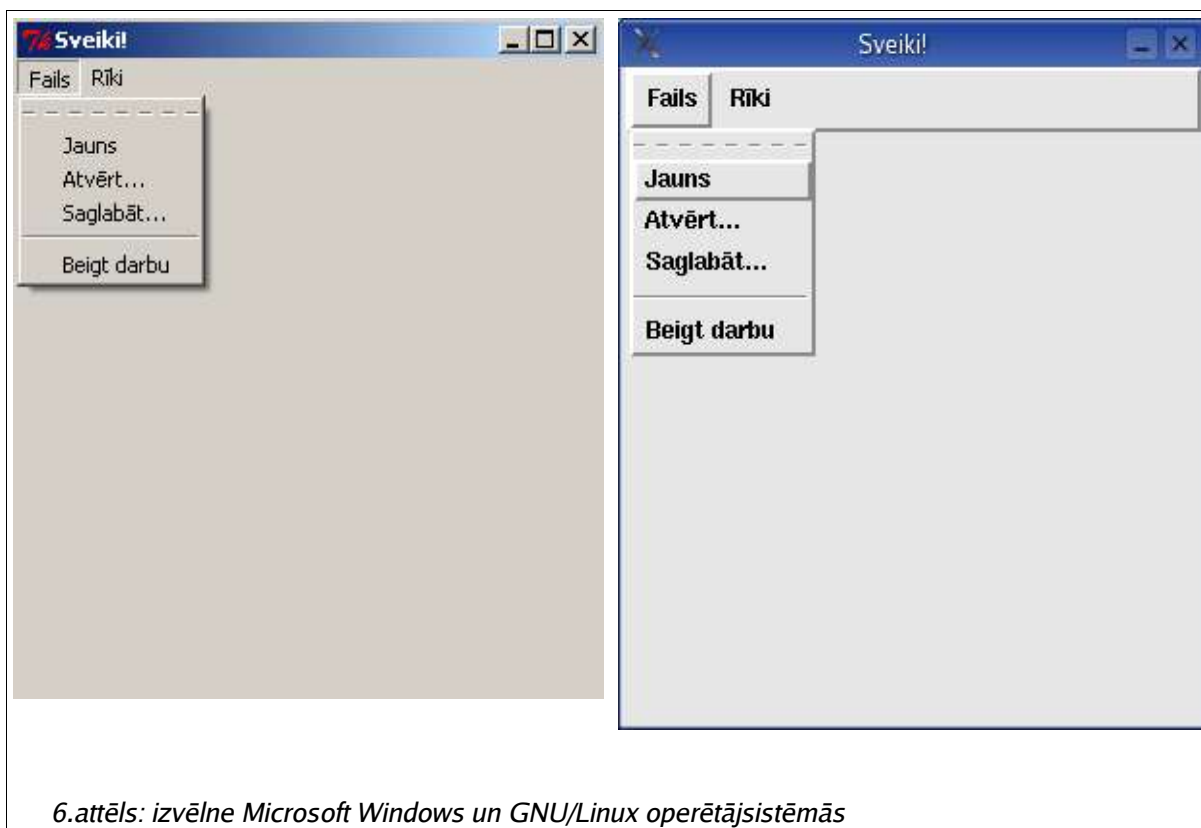 Sveiki!
Fails Rīki
Jauns
Atvērt...
Saglabāt...
Beigt darbu
Sveiki!
Fails Rīki
Jauns
Atvērt...
Saglabāt...
Beigt darbu
6.attēls: izvēlne Microsoft Windows un GNU/Linux operētājsistēmās